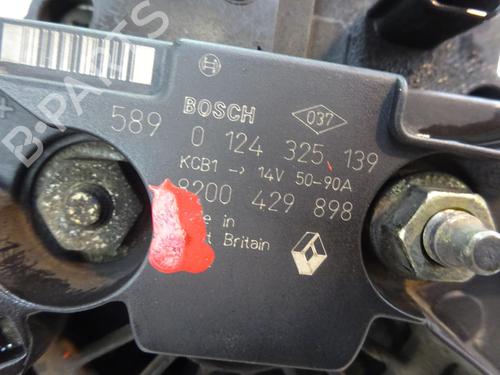 BOSCH
037
589
0 124 325 139
KCB1 → 14V 50-90A
8200 429 898
in
Britain
B-PARTS